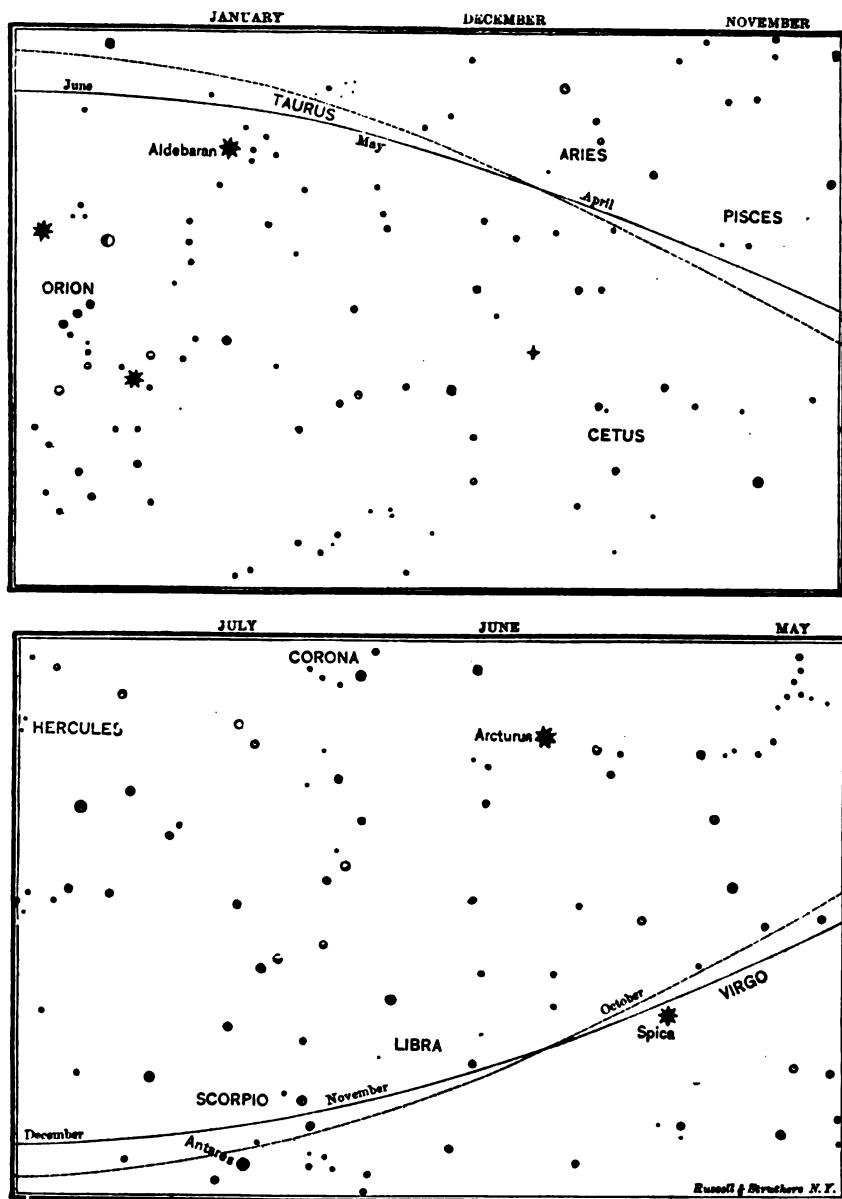 JANUARY DECEMBER NOVEMBER
June
TAURUS
May
Aldebaran
ARIES
April
PISCES
ORION
CETUS
JULY JUNE MAY
CORONA
HERCULES
Arcturus
October
VIRGO
Spica
LIBRA
November
SCORPIO
December
Antares
Russell & Struthers N.Y.